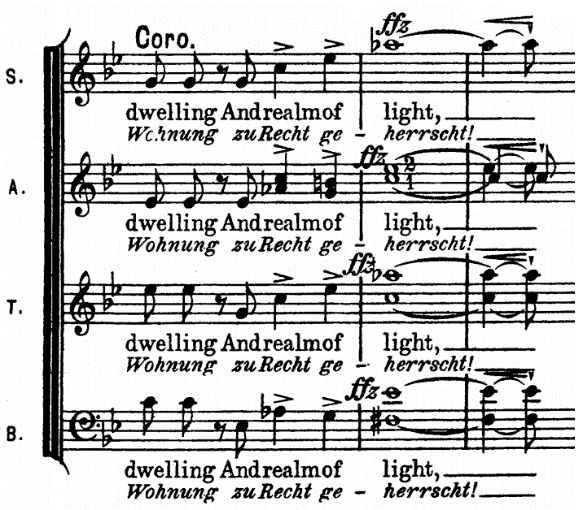 Coro.
ffz
S.
dwelling And realm of light,
Wohnung zu Recht ge - herrscht!
ffz 2 1
A.
dwelling And realm of light,
Wohnung zu Recht ge - herrscht!
ffz
T.
dwelling And realm of light,
Wohnung zu Recht ge - herrscht!
ffz
B.
dwelling And realm of light,
Wohnung zu Recht ge - herrscht!